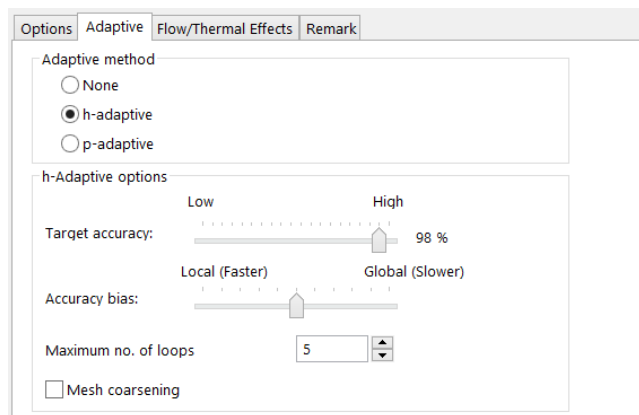 Options Adaptive Flow/Thermal Effects Remark
Adaptive method
None
h-adaptive
p-adaptive
h-Adaptive options
Low High
Target accuracy: 98 %
Local (Faster) Global (Slower)
Accuracy bias:
Maximum no. of loops 5
Mesh coarsening